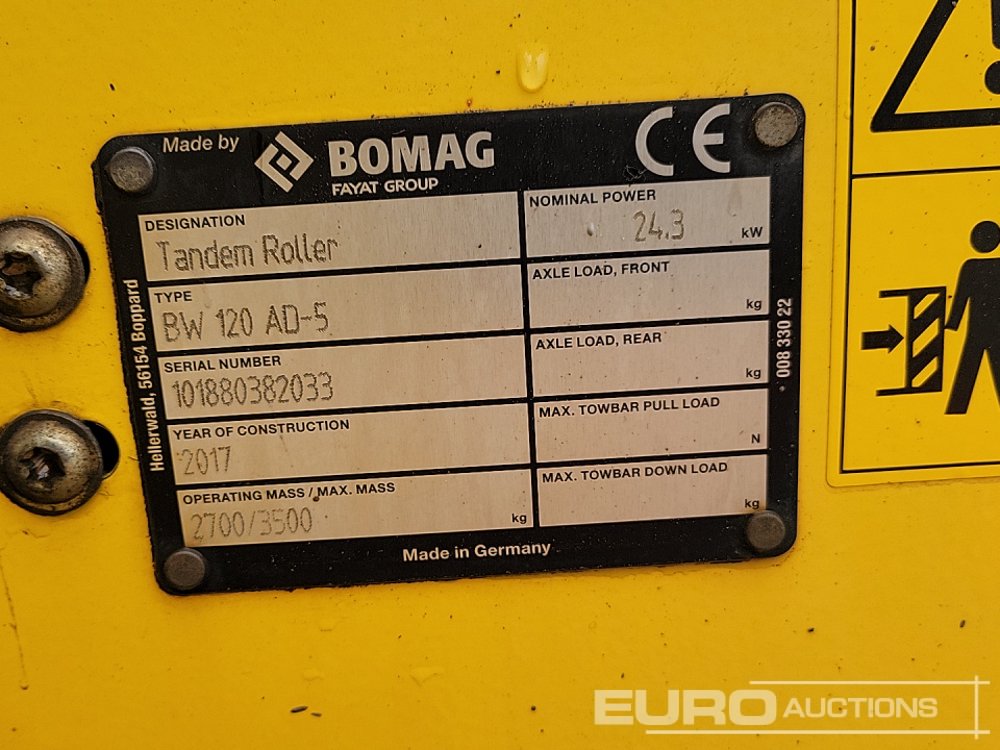 Made by
BOMAG
FAYAT GROUP
CE
DESIGNATION
Tandem Roller
TYPE
BW 120 AD-5
SERIAL NUMBER
101880382033
YEAR OF CONSTRUCTION
2017
OPERATING MASS / MAX. MASS
2700/3500 kg
NOMINAL POWER
24.3 kW
AXLE LOAD, FRONT
kg
AXLE LOAD, REAR
kg
MAX. TOWBAR PULL LOAD
N
MAX. TOWBAR DOWN LOAD
kg
Made in Germany
Hellerwald, 56154 Boppard
008 330 22
EURO AUCTIONS